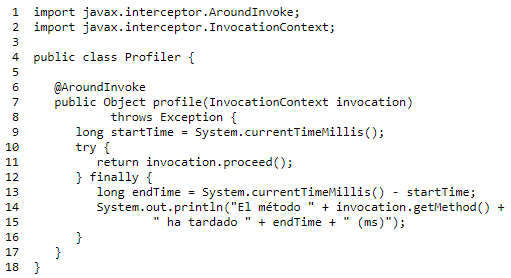 1 import javax.interceptor.AroundInvoke;
2 import javax.interceptor.InvocationContext;
3
4 public class Profiler {
5
6    @AroundInvoke
7    public Object profile(InvocationContext invocation)
8            throws Exception {
9       long startTime = System.currentTimeMillis();
10       try {
11          return invocation.proceed();
12       } finally {
13          long endTime = System.currentTimeMillis() - startTime;
14          System.out.println("El método " + invocation.getMethod() +
15                  " ha tardado " + endTime + " (ms)");
16       }
17    }
18 }